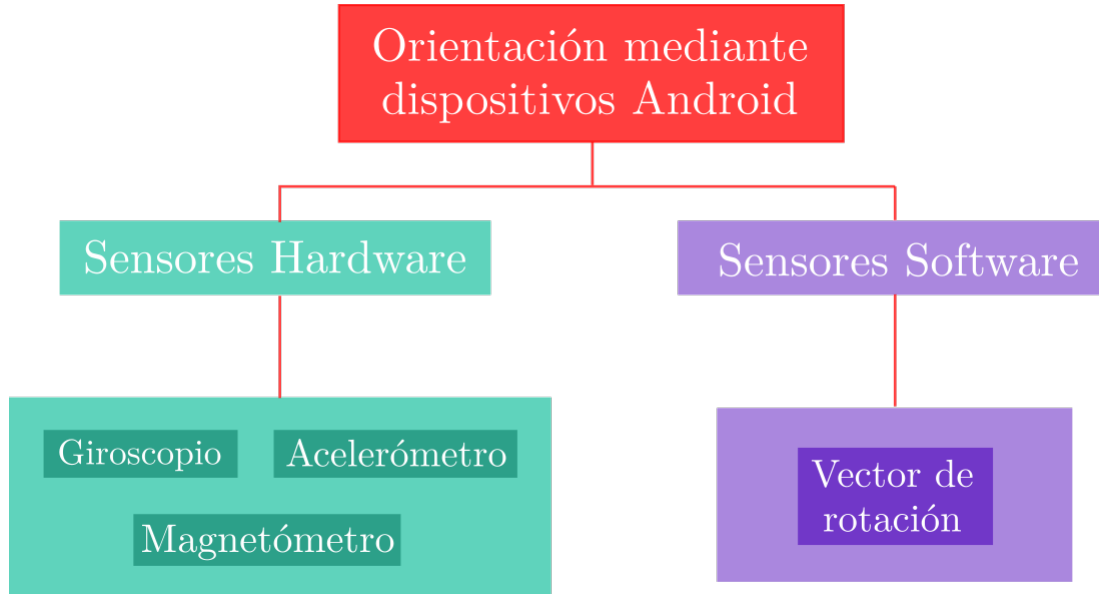 Orientación mediante
dispositivos Android
Sensores Hardware
Sensores Software
Giroscopio
Acelerómetro
Magnetómetro
Vector de
rotación